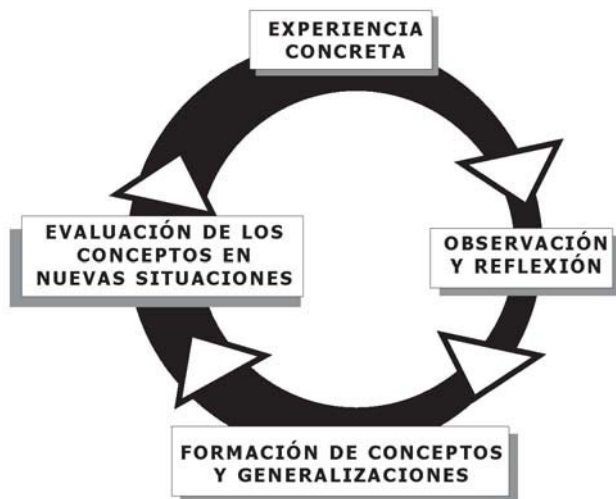 EXPERIENCIA
CONCRETA
OBSERVACIÓN
Y REFLEXIÓN
FORMACIÓN DE CONCEPTOS
Y GENERALIZACIONES
EVALUACIÓN DE LOS
CONCEPTOS EN
NUEVAS SITUACIONES